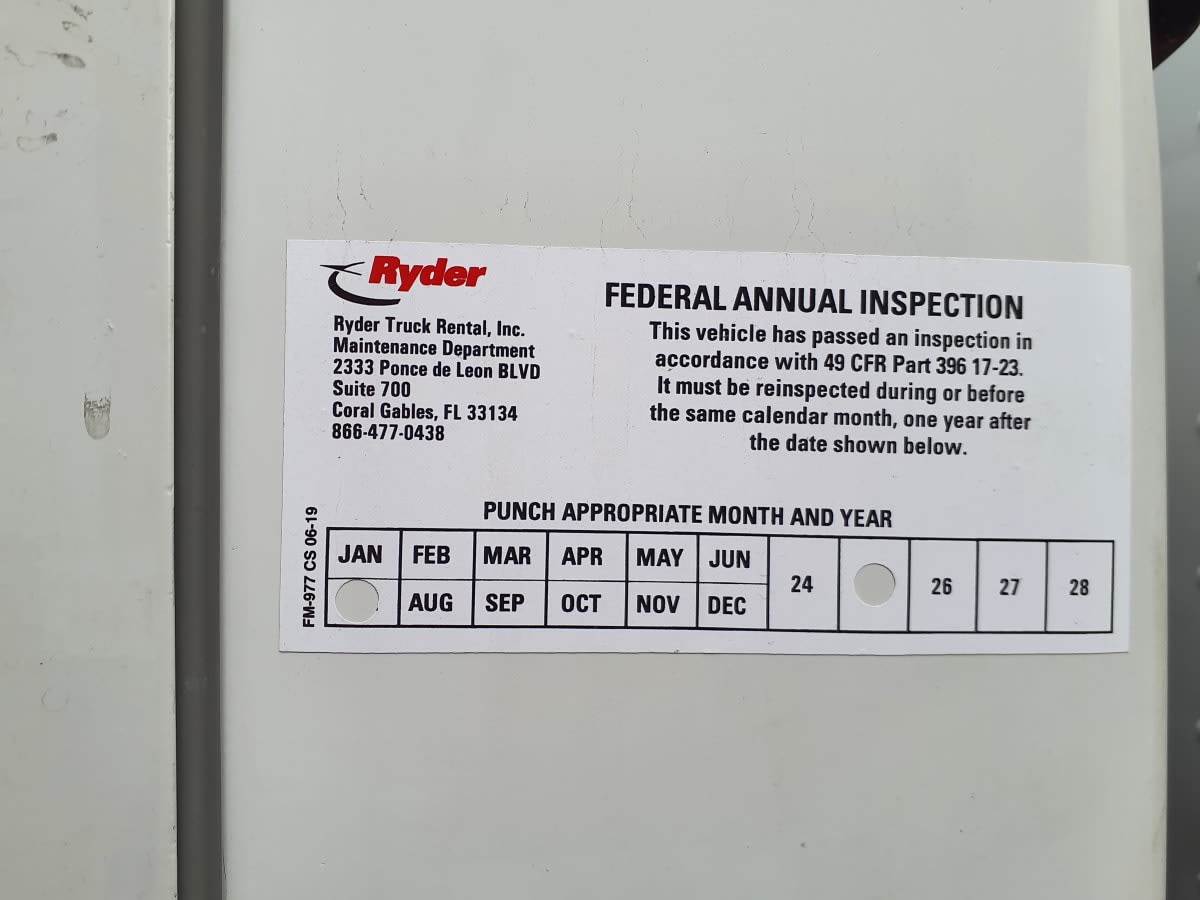 Ryder
Ryder Truck Rental, Inc.
Maintenance Department
2333 Ponce de Leon BLVD
Suite 700
Coral Gables, FL 33134
866-477-0438
FEDERAL ANNUAL INSPECTION
This vehicle has passed an inspection in
accordance with 49 CFR Part 396 17-23.
It must be reinspected during or before
the same calendar month, one year after
the date shown below.
PUNCH APPROPRIATE MONTH AND YEAR
JAN FEB MAR APR MAY JUN
AUG SEP OCT NOV DEC
24 26 27 28
FM-977 CS 06-19